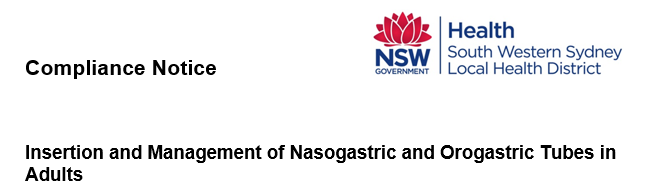 Compliance Notice
NSW
GOVERNMENT
Health
South Western Sydney
Local Health District
Insertion and Management of Nasogastric and Orogastric Tubes in
Adults